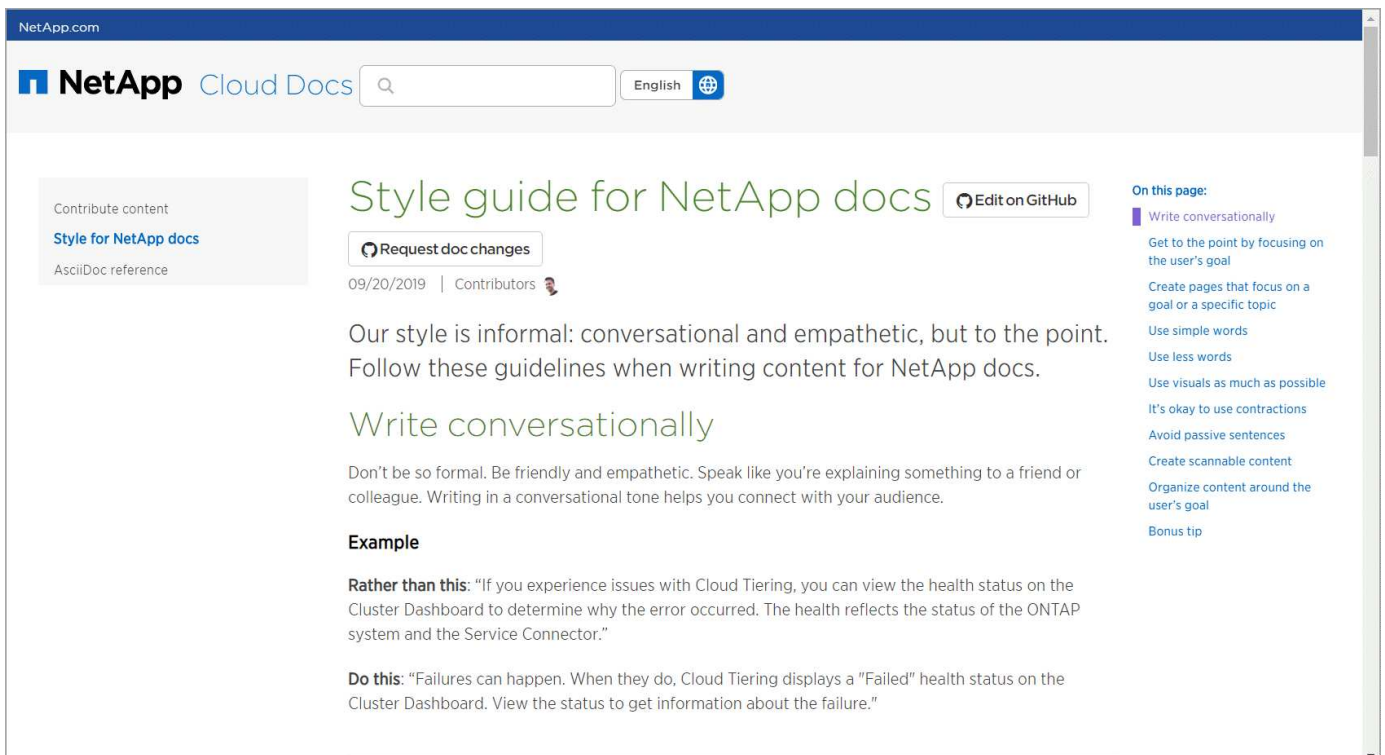 NetApp.com
NetApp Cloud Docs
English
Contribute content
Style for NetApp docs
AsciiDoc reference
Style guide for NetApp docs
Edit on GitHub
Request doc changes
09/20/2019 | Contributors
Our style is informal: conversational and empathetic, but to the point.
Follow these guidelines when writing content for NetApp docs.
Write conversationally
Don't be so formal. Be friendly and empathetic. Speak like you're explaining something to a friend or
colleague. Writing in a conversational tone helps you connect with your audience.
Example
Rather than this: “If you experience issues with Cloud Tiering, you can view the health status on the
Cluster Dashboard to determine why the error occurred. The health reflects the status of the ONTAP
system and the Service Connector.”
Do this: “Failures can happen. When they do, Cloud Tiering displays a "Failed" health status on the
Cluster Dashboard. View the status to get information about the failure."
On this page:
Write conversationally
Get to the point by focusing on
the user's goal
Create pages that focus on a
goal or a specific topic
Use simple words
Use less words
Use visuals as much as possible
It's okay to use contractions
Avoid passive sentences
Create scannable content
Organize content around the
user's goal
Bonus tip